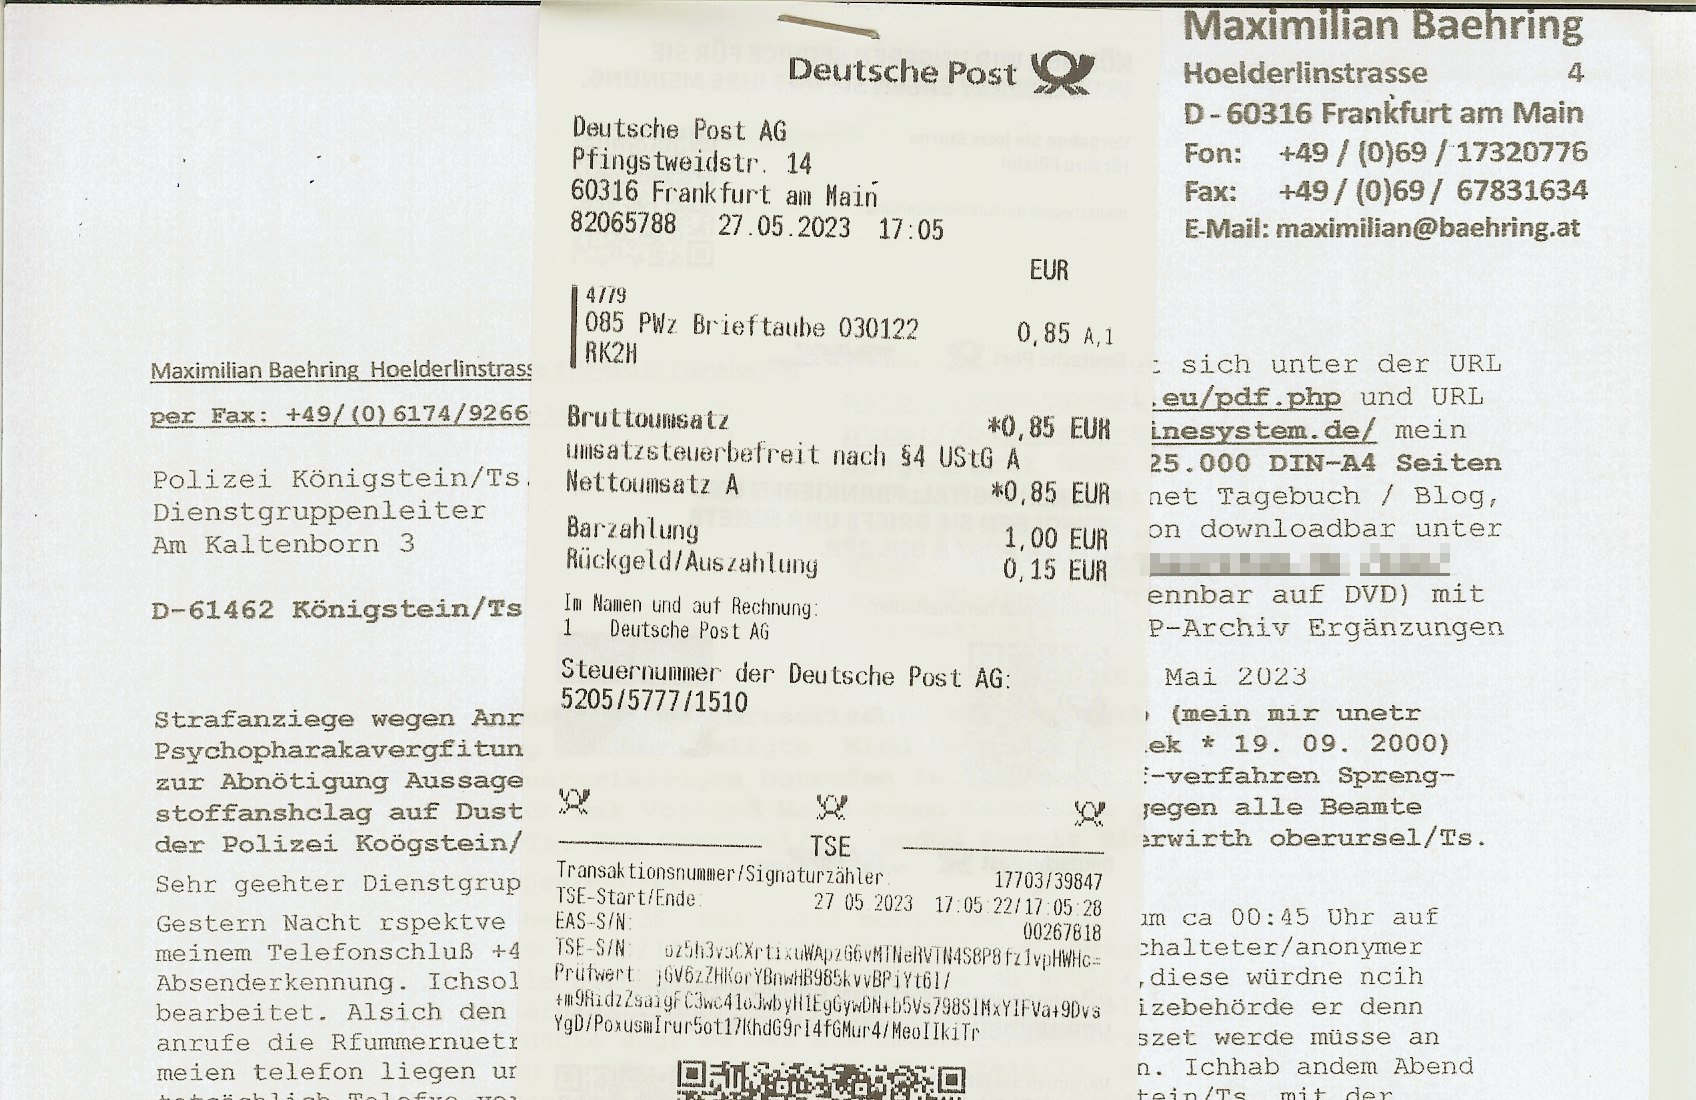 Maximilian Baehring
Hoelderlinstrasse 4
D - 60316 Frankfurt am Main
Fon: +49 / (0)69 / 17320776
Fax: +49 / (0)69 / 67831634
E-Mail: maximilian@baehring.at
Deutsche Post
Deutsche Post AG
Pfingstweidstr. 14
60316 Frankfurt am Main
82065788 27.05.2023 17:05
EUR
4779
085 PWz Brieftaube 030122 0,85 A,1
RK2H
Bruttoumsatz *0,85 EUR
umsatzsteuerbefreit nach §4 UStG A
Nettoumsatz A *0,85 EUR
Barzahlung 1,00 EUR
Rückgeld/Auszahlung 0,15 EUR
Im Namen und auf Rechnung:
1 Deutsche Post AG
Steuernummer der Deutsche Post AG:
5205/5777/1510
TSE
Transaktionsnummer/Signaturzähler: 17703/39847
TSE-Start/Ende: 27.05.2023 17:05:22/17:05:28
EAS-S/N: 00267818
TSE-S/N:
Prüfwert:
Maximilian Baehring Hoelderlinstrass
per Fax: +49/(0)6174/9266
Polizei Königstein/Ts.
Dienstgruppenleiter
Am Kaltenborn 3
D-61462 Königstein/Ts
Strafanziege wegen Anr
Psychopharakavergfitun
zur Abnötigung Aussage
stoffanshclag auf Dust
der Polizei Koögstein/
Sehr geehter Dienstgrup
Gestern Nacht rspektve
meinem Telefonschluß +4
Absenderkennung. Ichsol
bearbeitet. Alsich den
anrufe die Rfummernuetr
meien telefon liegen ur
t sich unter der URL
.eu/pdf.php und URL
inesystem.de/ mein
25.000 DIN-A4 Seiten
net Tagebuch / Blog,
on downloadbar unter
ennbar auf DVD) mit
P-Archiv Ergänzungen
Mai 2023
(mein mir unetr
ek * 19. 09. 2000)
f-verfahren Spreng-
gegen alle Beamte
erwirth oberursel/Ts.
um ca 00:45 Uhr auf
chalteter/anonymer
,diese würdne ncih
izebehörde er denn
szet werde müsse an
n. Ichhab andem Abend
tein/Ts. mit der